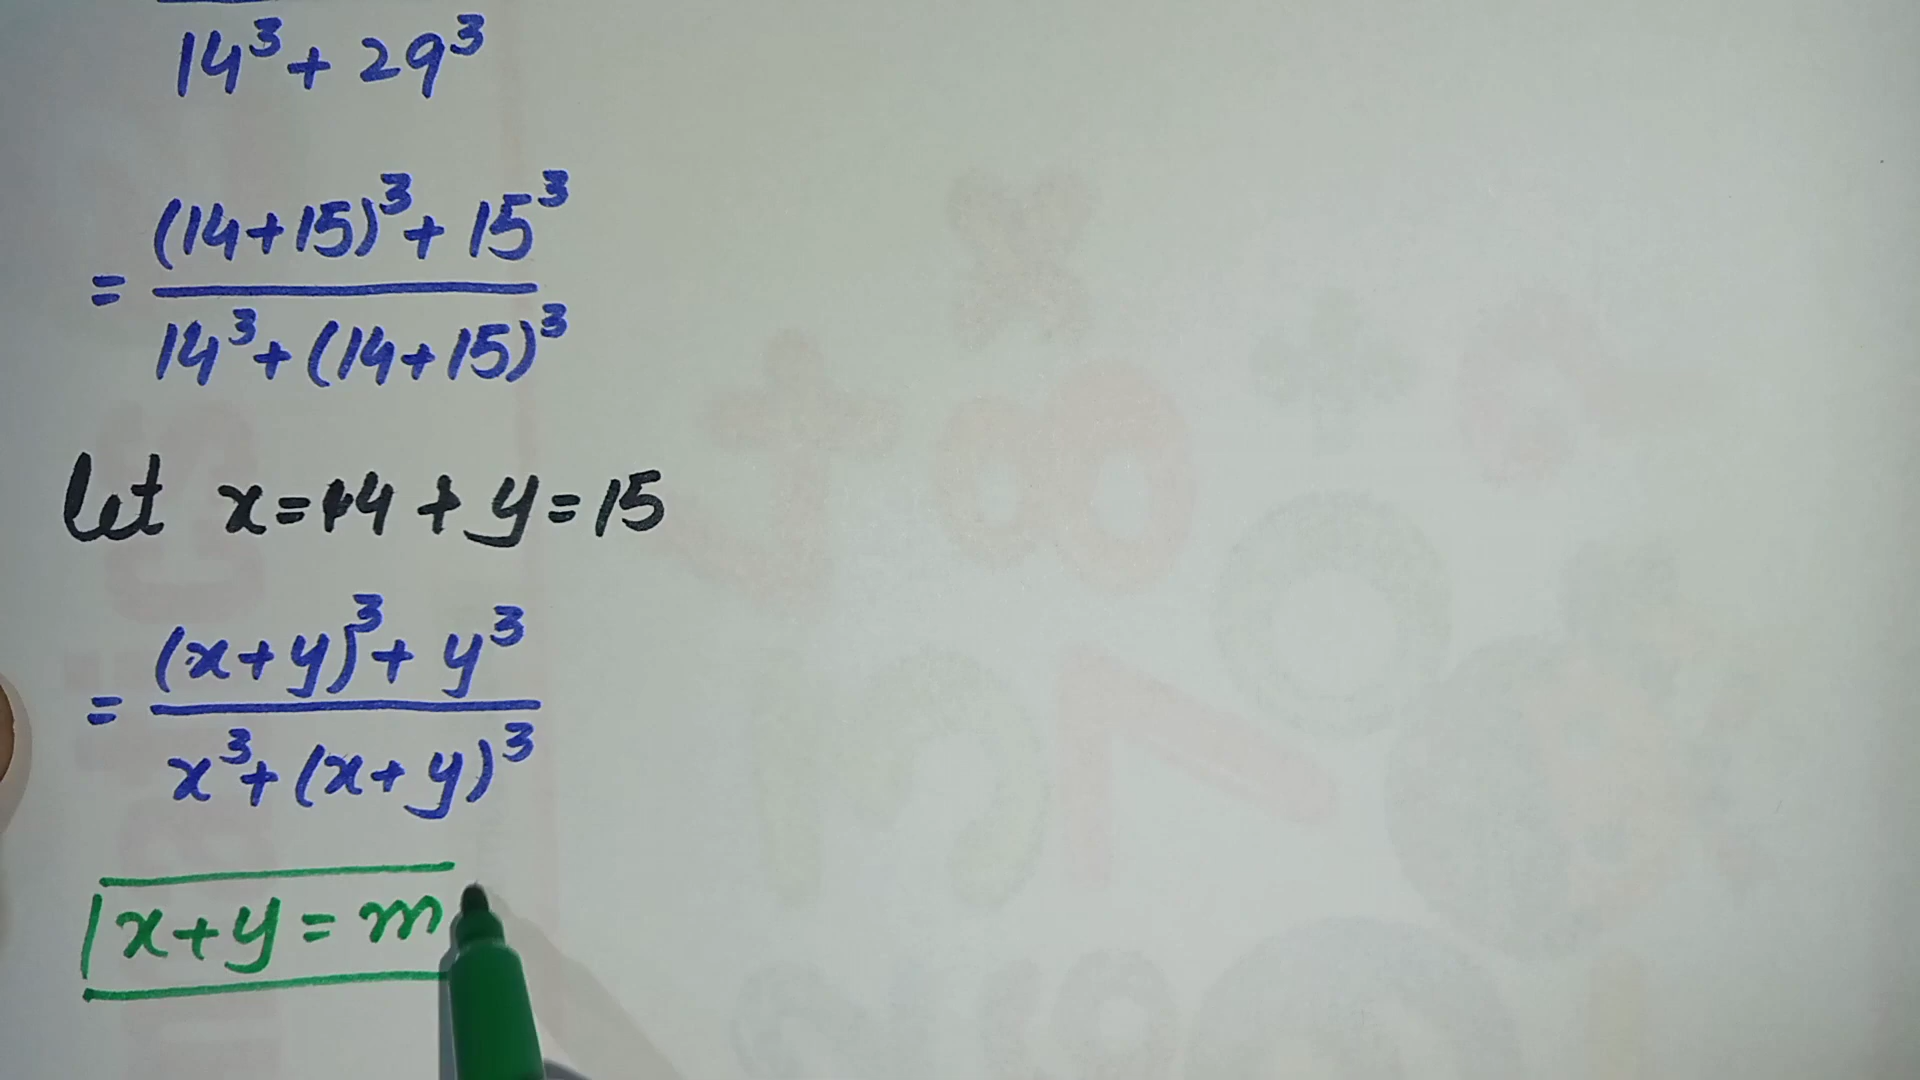 14³ + 29³
(14+15)³ + 15³
=
14³ + (14+15)³
let x=14 + y=15
(x+y)³ + y³
=
x³ + (x+y)³
x+y = m